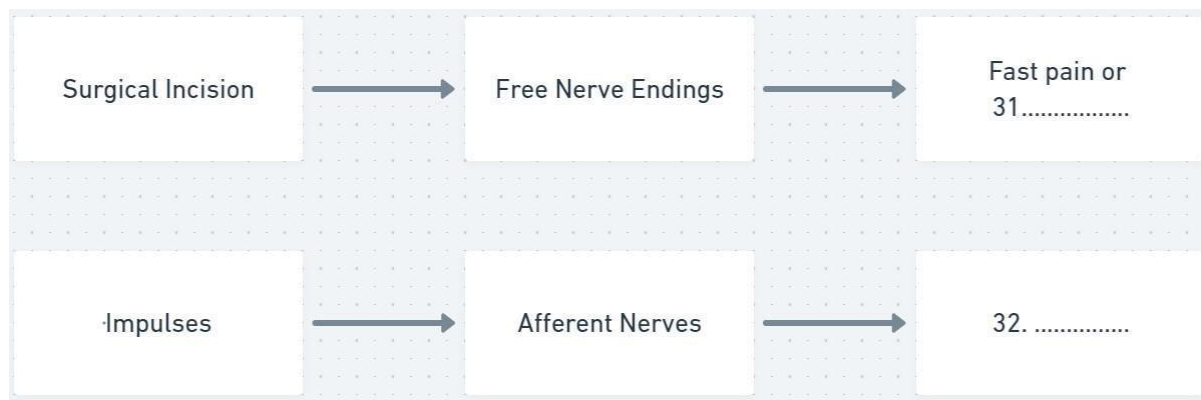 Surgical Incision
Free Nerve Endings
Fast pain or
31.................
Impulses
Afferent Nerves
32. ...............